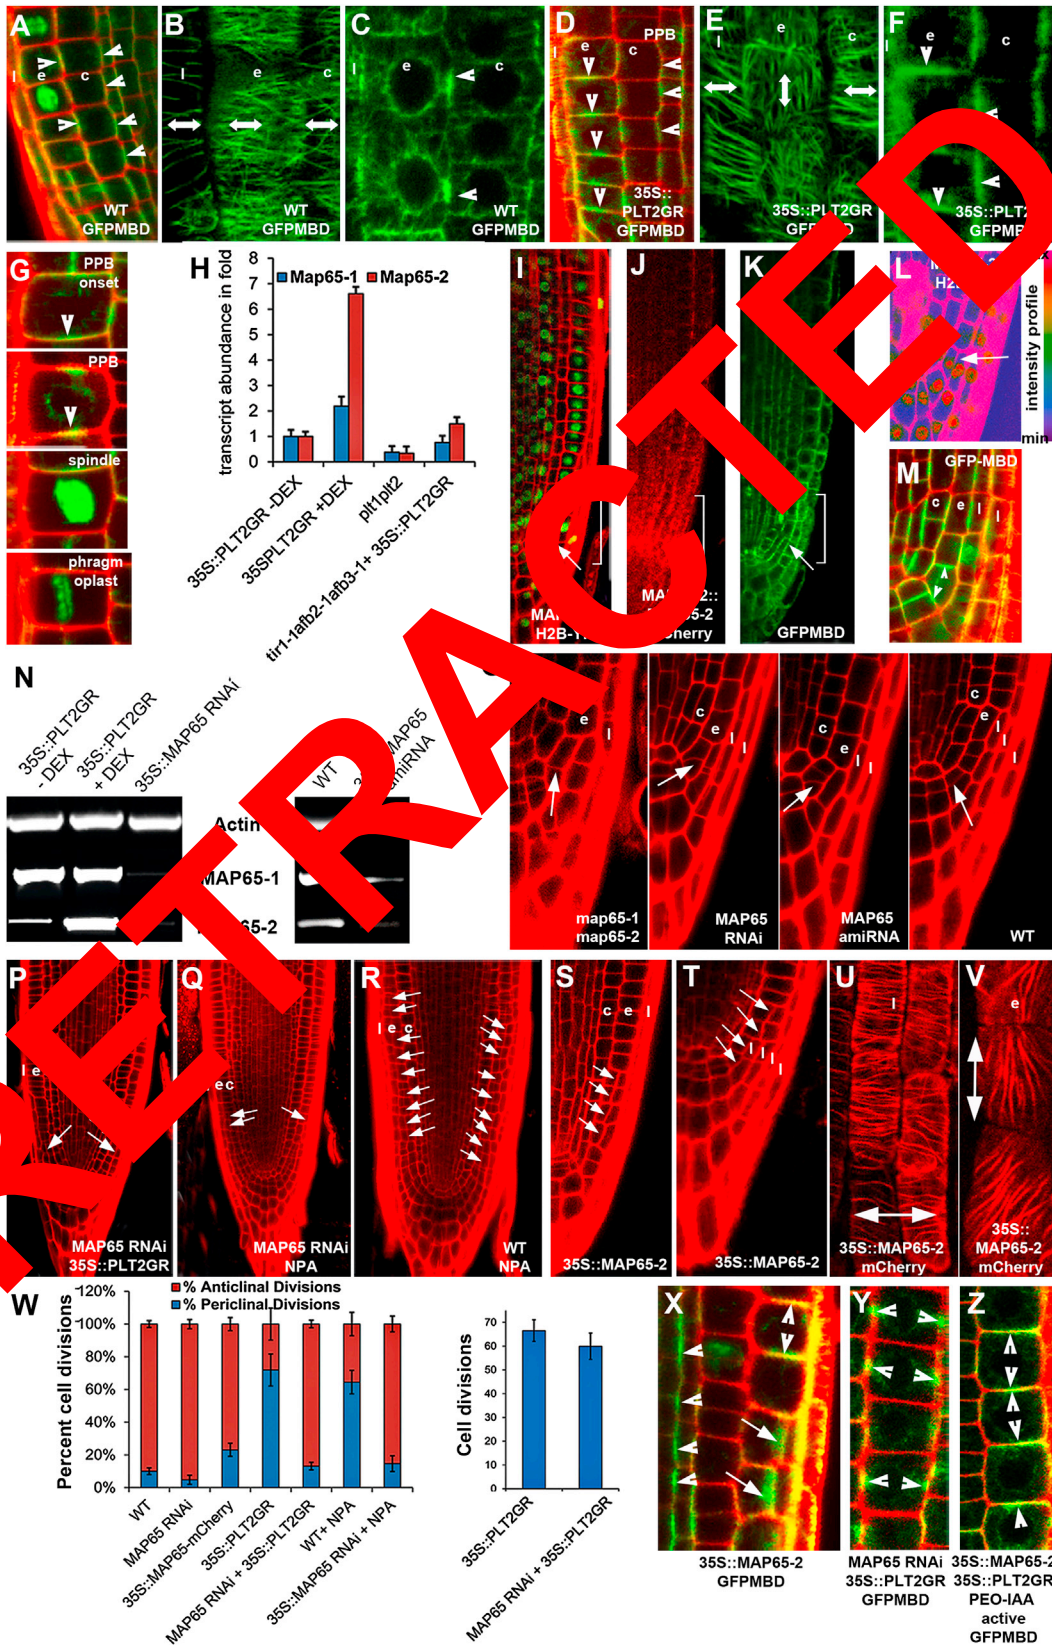 A
l
e
c
WT
GFPMBD
B
l
e
c
WT
GFPMBD
C
e
c
WT
GFPMBD
D
PPB
l
e
c
35S::
PLT2GR
GFPMBD
E
l
e
c
35S::PLT2GR
F
l
e
c
G
PPB
onset
PPB
spindle
phragm
oplast
H
transcript abundance in fold
8
7
6
5
4
3
2
1
0
Map65-1
Map65-2
35S::PLT2GR -DEX
35SPLT2GR +DEX
plt1plt2
tir1-1afb2-1afb3-1+ 35S::PLT2GR
I
J
K
GFPMBD
L
intensity profile
min
M
GFP-MBD
c
e
l
l
N
35S::PLT2GR
- DEX
35S::PLT2GR
+ DEX
35S::MAP65 RNAi
WT
amiRNA
Actin
MAP65-1
e
l
map65-1
map65-2
c
e
l
l
MAP65
RNAi
c
e
l
l
MAP65
amiRNA
c
e
l
l
WT
P
l
e
MAP65 RNAi
35S::PLT2GR
Q
e
c
MAP65 RNAi
NPA
R
l
e
c
WT
NPA
S
c
e
l
35S::MAP65-2
T
l
l
l
l
35S::MAP65-2
U
l
35S::MAP65-2
mCherry
V
e
35S::
MAP65-2
mCherry
W
% Anticlinal Divisions
% Periclinal Divisions
Percent cell divisions
120%
100%
80%
60%
40%
20%
0%
WT
MAP65 RNAi
35S::MAP65-mCherry
35S::PLT2GR
MAP65 RNAi + 35S::PLT2GR
WT+ NPA
35S::MAP65 RNAi + NPA
Cell divisions
70
60
50
40
30
20
10
0
35S::PLT2GR
MAP65 RNAi + 35S::PLT2GR
X
35S::MAP65-2
GFPMBD
Y
MAP65 RNAi
35S::PLT2GR
GFPMBD
Z
35S::MAP65-2
35S::PLT2GR
PEO-IAA
active
GFPMBD
RETRACTED